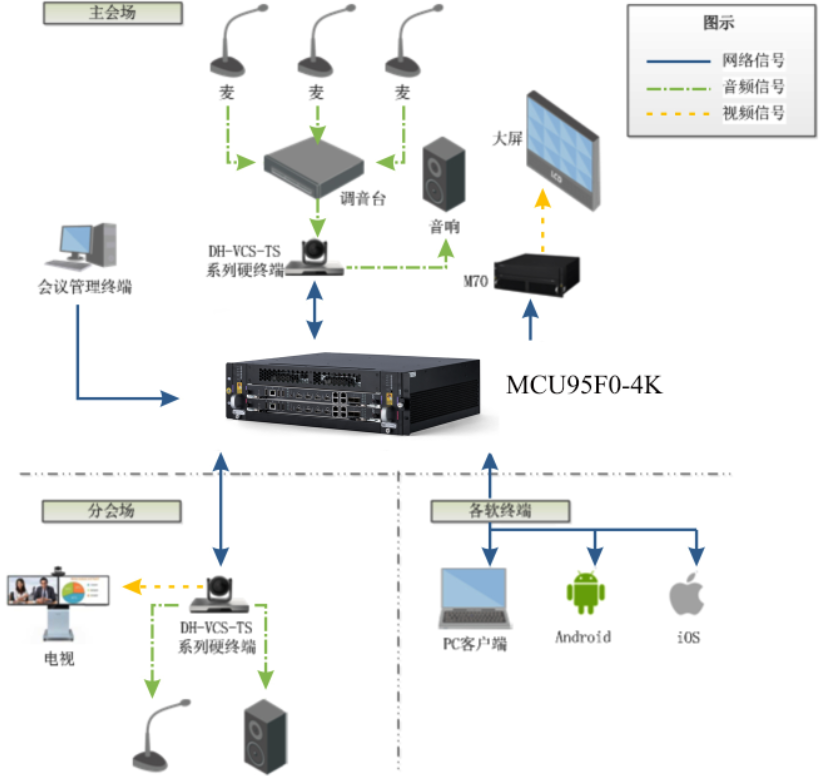 主会场
图示
网络信号
音频信号
视频信号
麦
麦
麦
大屏
LCD
调音台
音响
DH-VCS-TS
系列硬终端
M70
会议管理终端
MCU95F0-4K
分会场
各软终端
DH-VCS-TS
系列硬终端
电视
PC客户端
Android
iOS